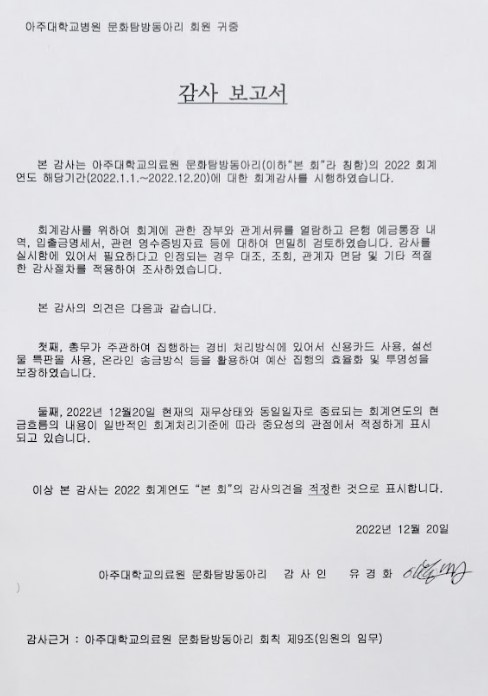 아주대학교병원 문화탐방동아리 회원 귀중
감사 보고서
본 감사는 아주대학교의료원 문화탐방동아리(이하“본 회”라 칭함)의 2022 회계
연도 해당기간(2022.1.1.~2022.12.20)에 대한 회계감사를 시행하였습니다.
회계감사를 위하여 회계에 관한 장부와 관계서류를 열람하고 은행 예금통장 내
역, 입출금명세서, 관련 영수증빙자료 등에 대하여 면밀히 검토하였습니다. 감사를
실시함에 있어서 필요하다고 인정되는 경우 대조, 조회, 관계자 면담 및 기타 적절
한 감사절차를 적용하여 조사하였습니다.
본 감사의 의견은 다음과 같습니다.
첫째, 총무가 주관하여 집행하는 경비 처리방식에 있어서 신용카드 사용, 설선
물 특판몰 사용, 온라인 송금방식 등을 활용하여 예산 집행의 효율화 및 투명성을
보장하였습니다.
둘째, 2022년 12월20일 현재의 재무상태와 동일일자로 종료되는 회계연도의 현
금흐름의 내용이 일반적인 회계처리기준에 따라 중요성의 관점에서 적정하게 표시
되고 있습니다.
이상 본 감사는 2022 회계연도 “본 회”의 감사의견을 적정한 것으로 표시합니다.
2022년 12월 20일
아주대학교의료원 문화탐방동아리 감 사 인 유 경 화
감사근거 : 아주대학교의료원 문화탐방동아리 회칙 제9조(임원의 임무)